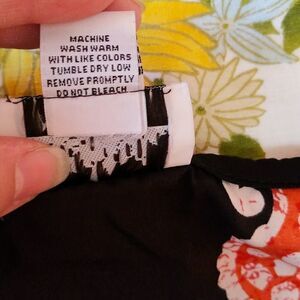 MACHINE
WASH WARM
WITH LIKE COLORS
TUMBLE DRY LOW
REMOVE PROMPTLY
DO NOT BLEACH